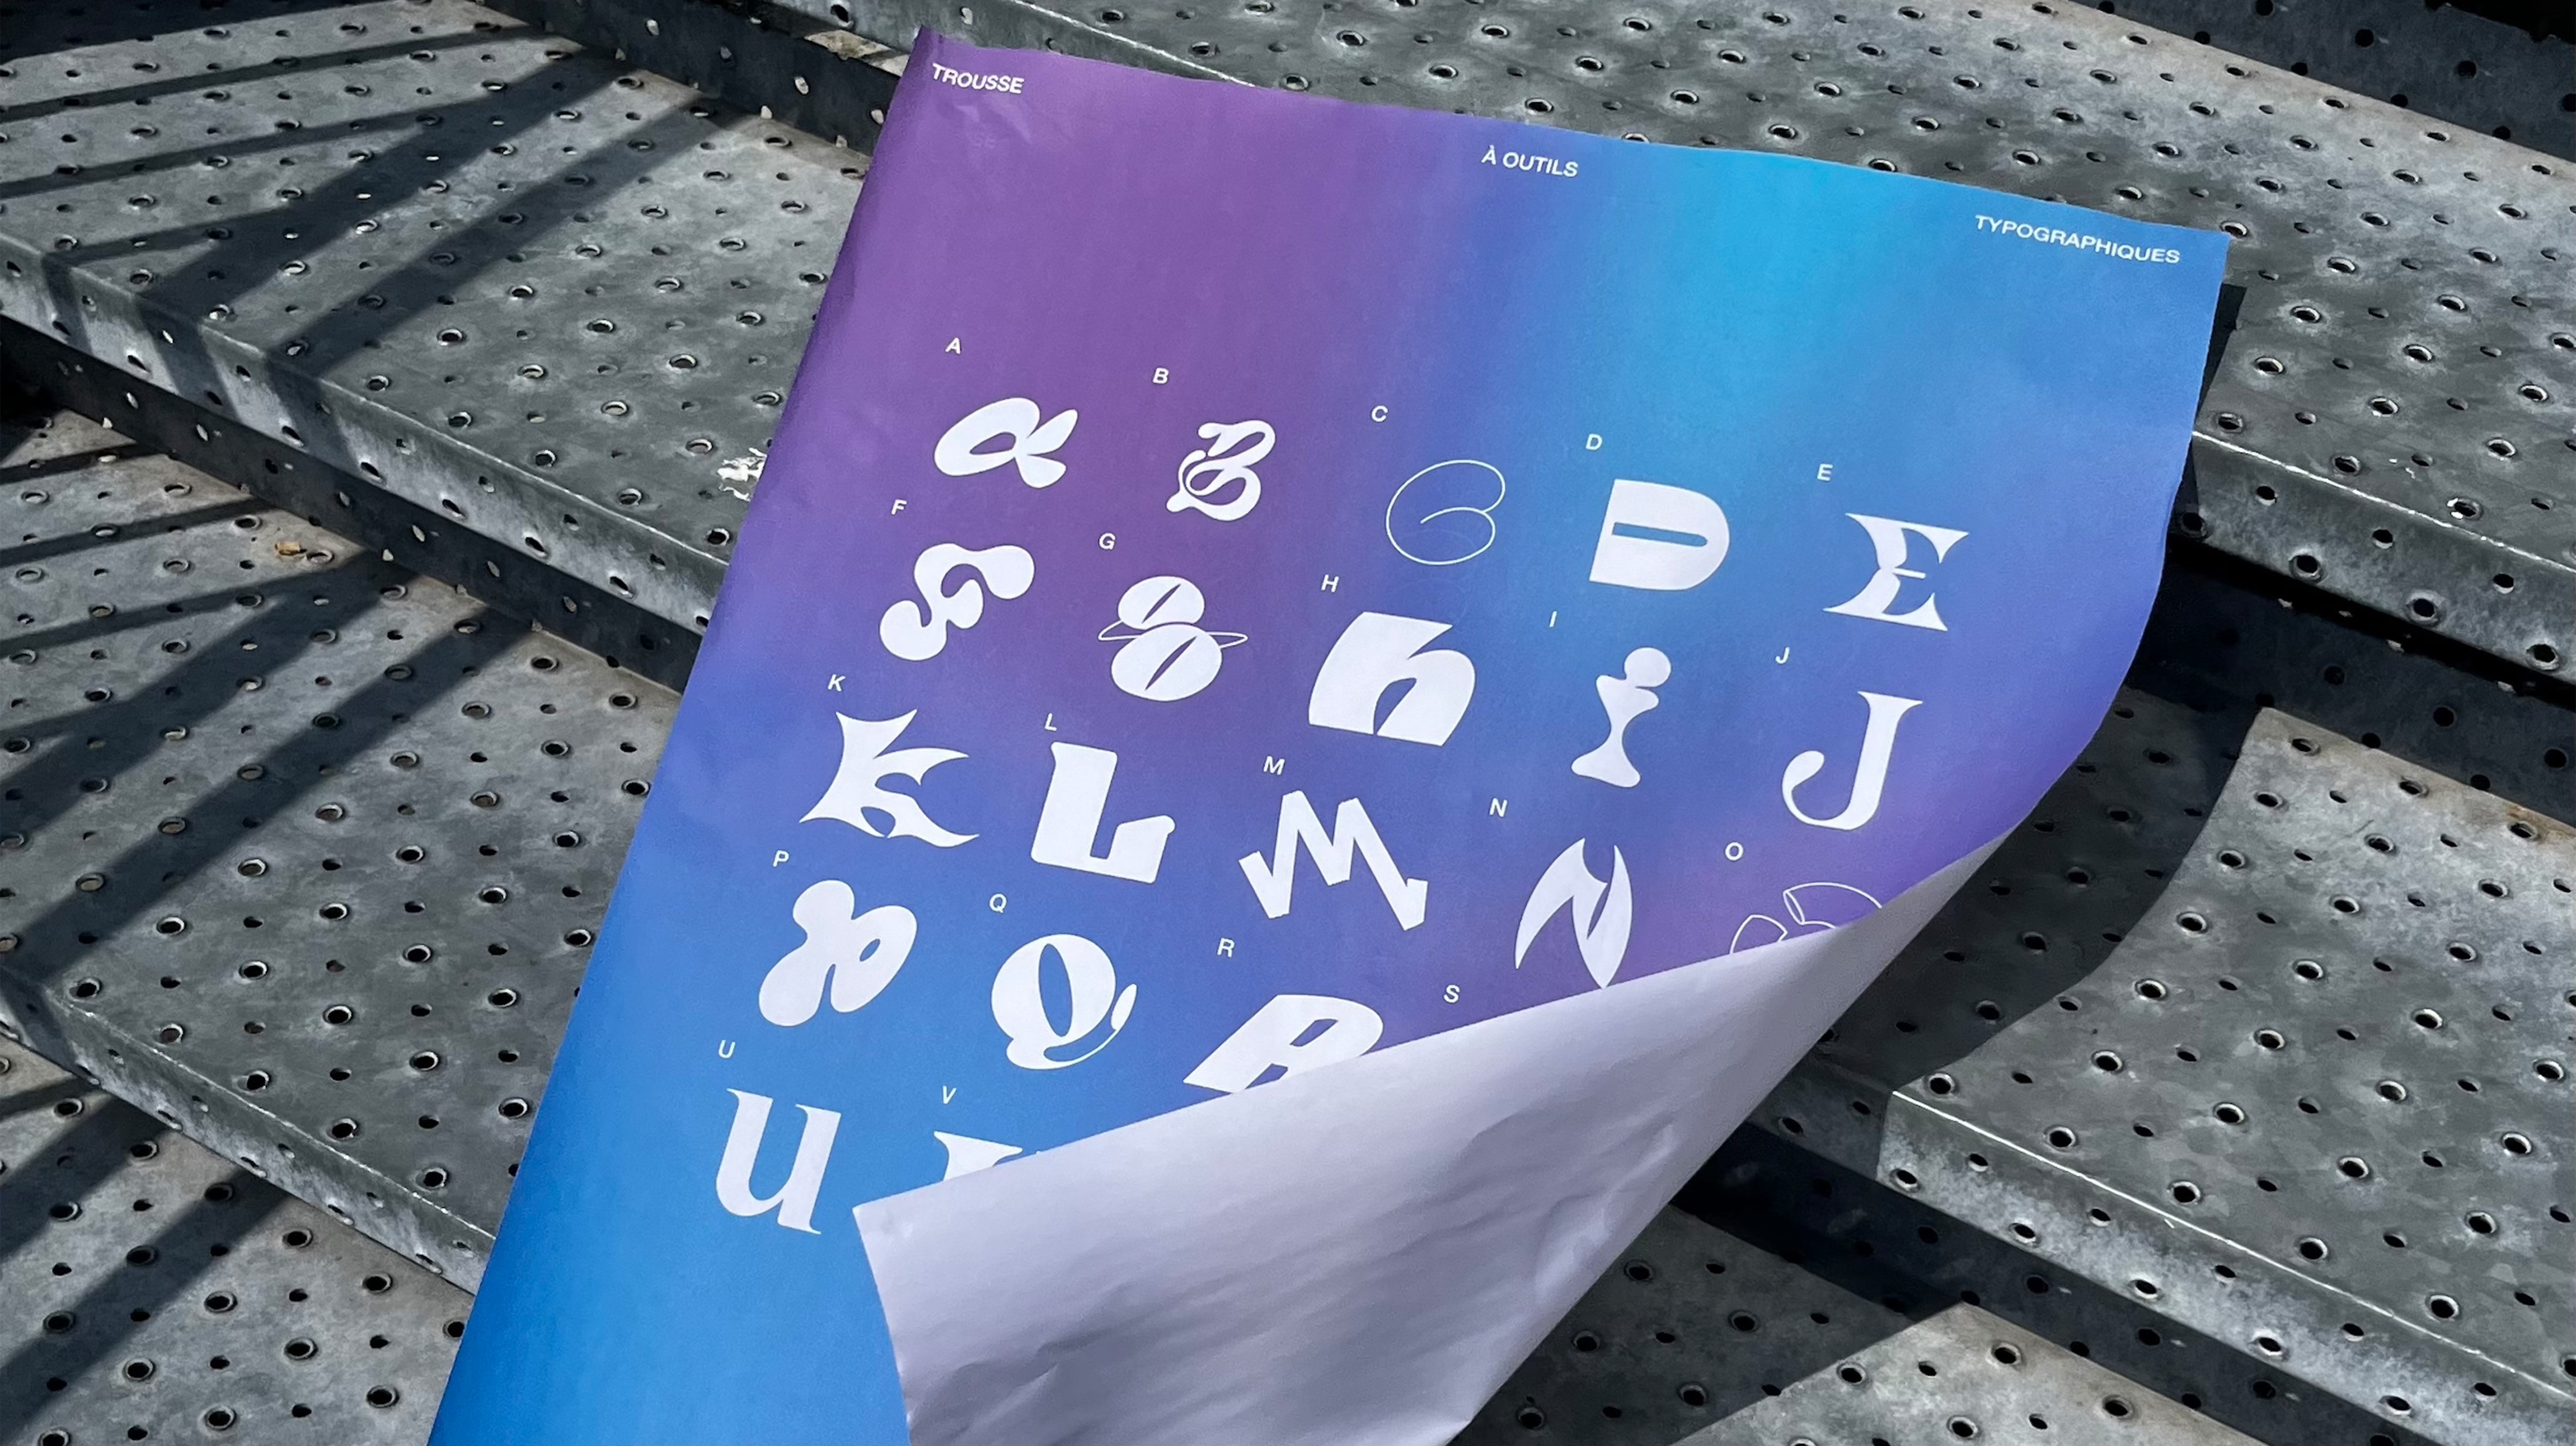 TROUSSE À OUTILS TYPOGRAPHIQUES
A B C D E
a B C D E
F G H I J
F 8 h i J
K L M N O
K L M N
P Q R S
P Q R
U V
u